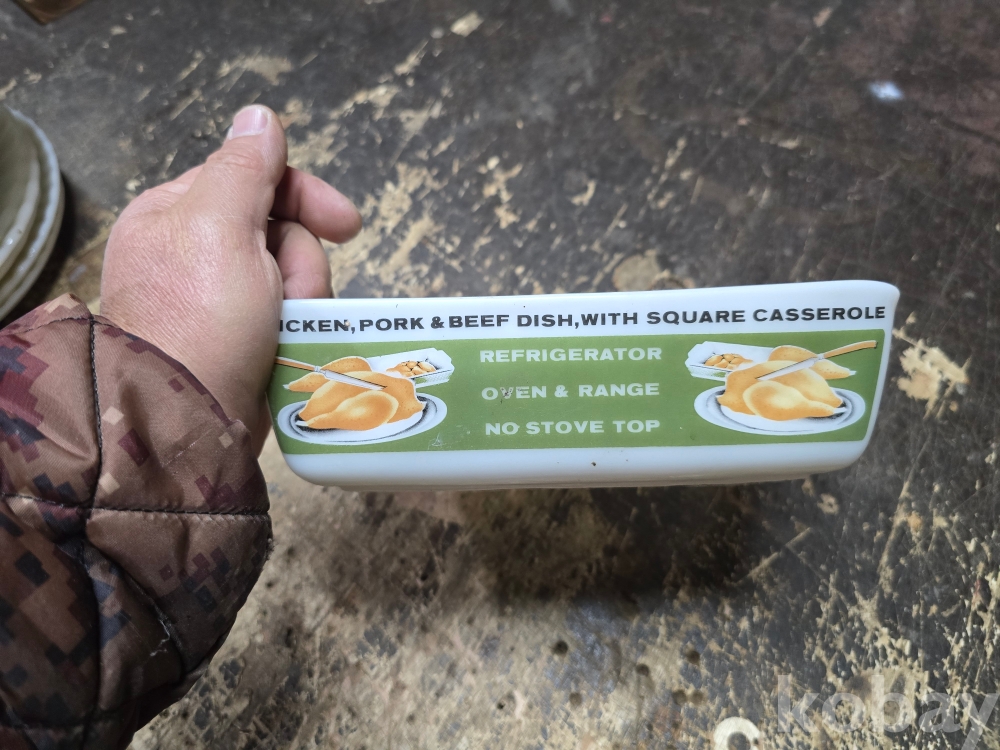 ICKEN, PORK & BEEF DISH, WITH SQUARE CASSEROLE
REFRIGERATOR
OVEN & RANGE
NO STOVE TOP
kobay